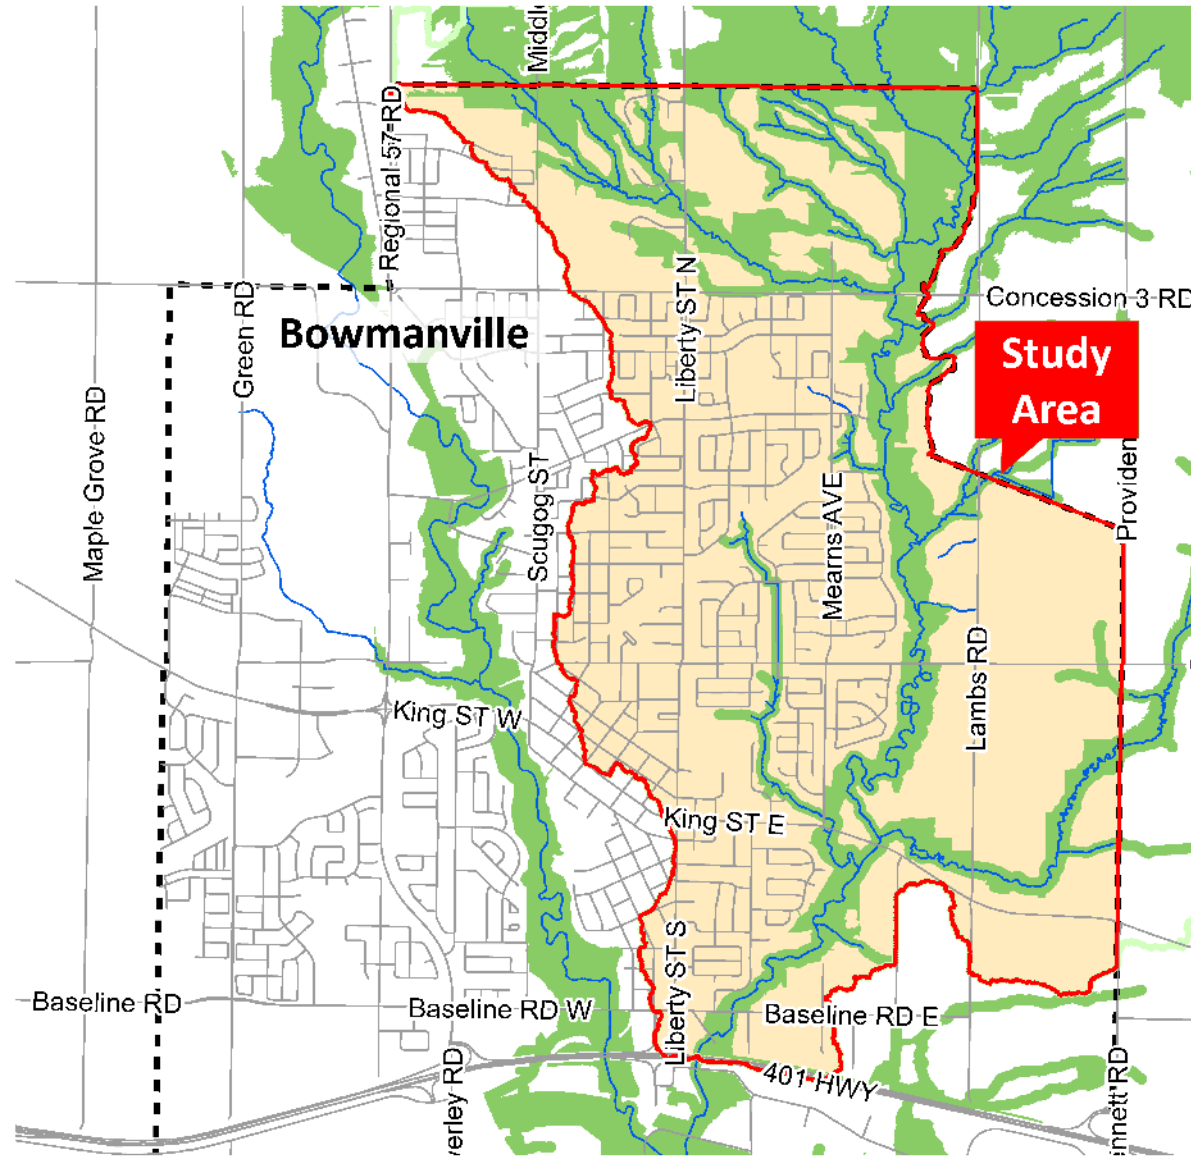 Middl
Regional 57 RD
Liberty ST N
Concession 3 RD
Green RD
Bowmanville
Study
Area
Maple Grove RD
Scugog ST
Mearns AVE
Providen
Lambs RD
King ST W
King ST E
Liberty ST S
Baseline RD
Baseline RD W
Baseline RD E
401 HWY
verley RD
nnett RD